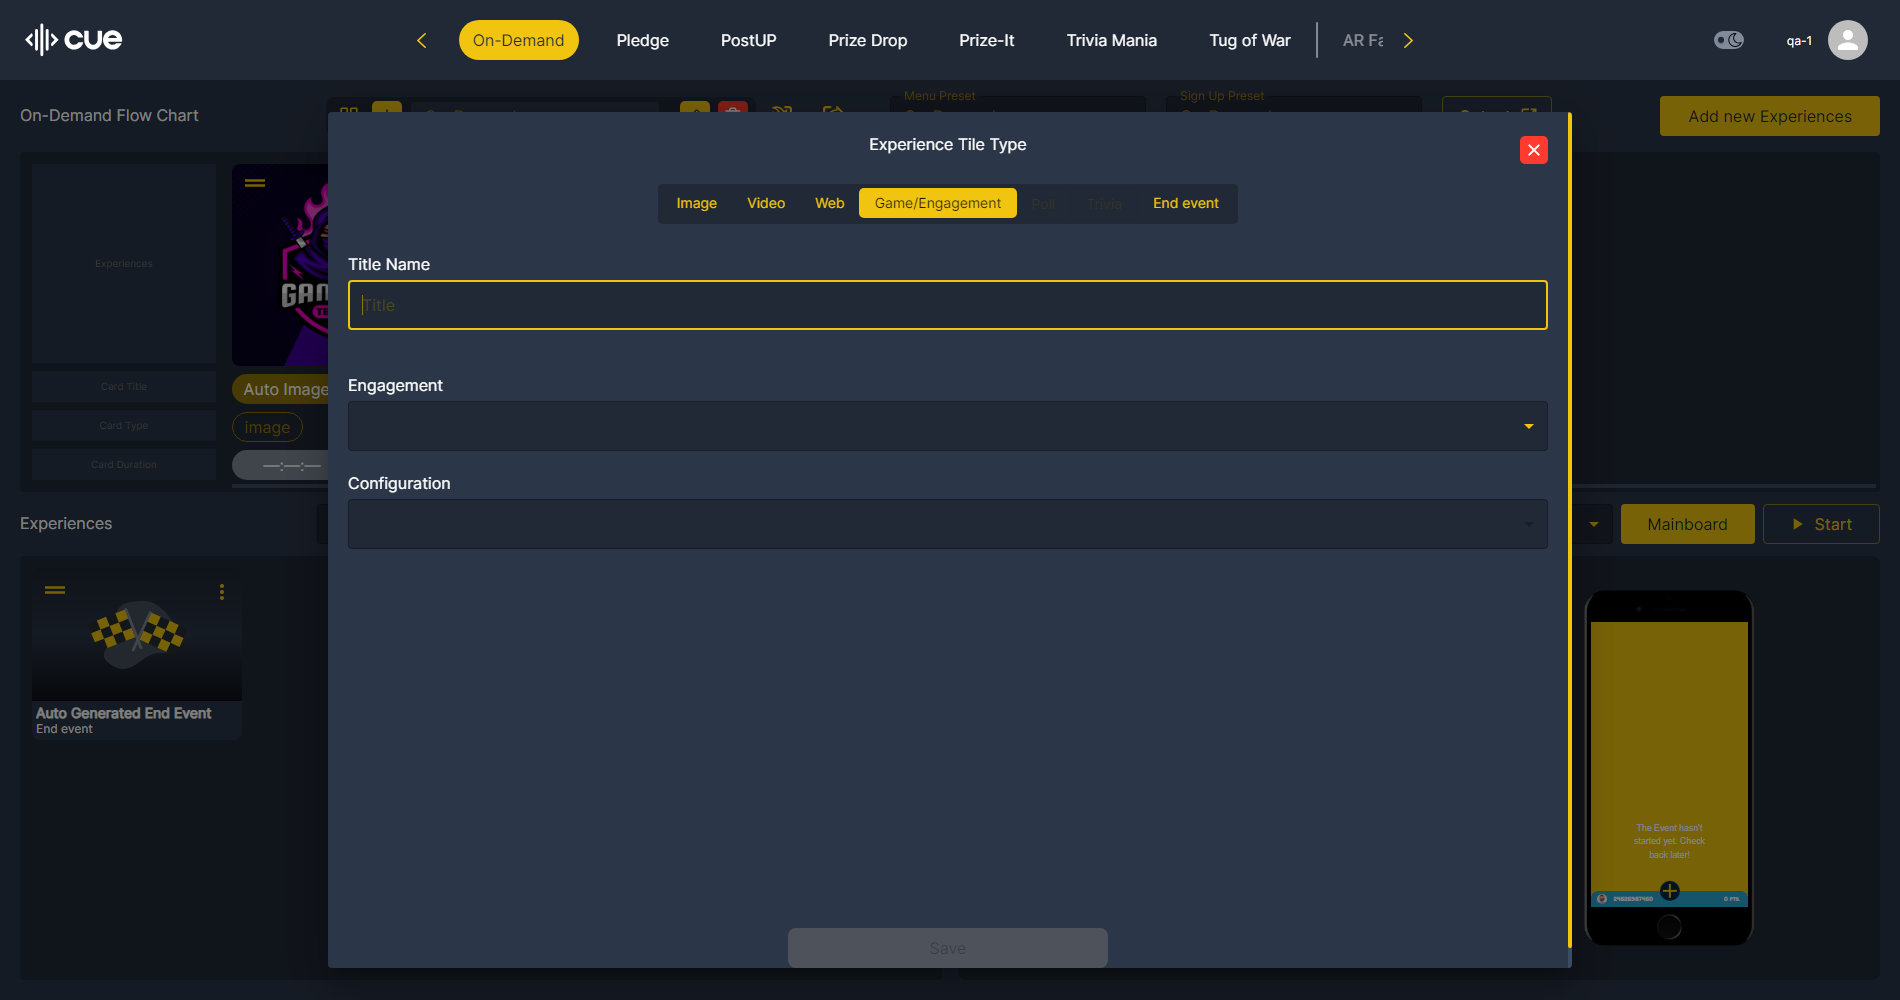 cue
On-Demand
Pledge
PostUP
Prize Drop
Prize-It
Trivia Mania
Tug of War
AR Fa
qa-1
On-Demand Flow Chart
Menu Preset
Sign Up Preset
Add new Experiences
Experience Tile Type
Image
Video
Web
Game/Engagement
Poll
Trivia
End event
Title Name
Title
Engagement
Configuration
Save
Experiences
Card Title
Card Type
Card Duration
Auto Image
image
—:—:—
Experiences
Mainboard
Start
Auto Generated End Event
End event
The Event hasn't
started yet. Check
back later!
0 PTS.